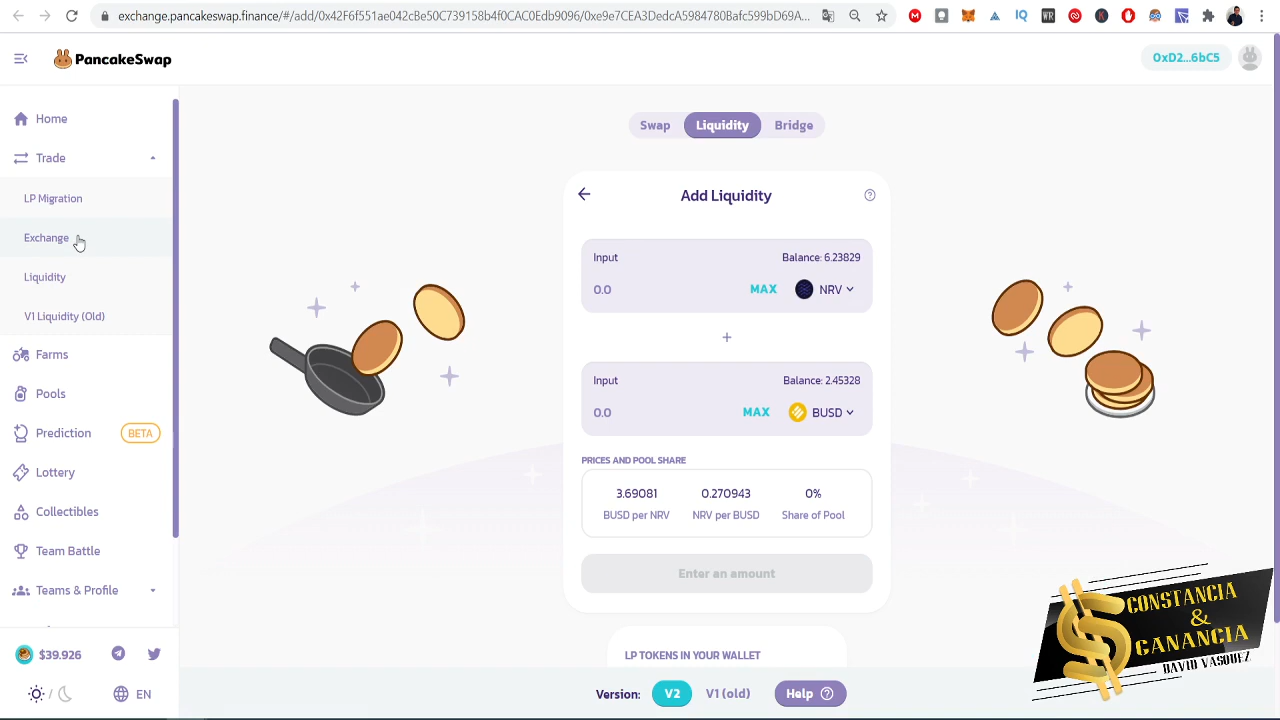 exchange.pancakeswap.finance/#/add/0x42F6f551ae042cBe50C739158b4f0CAC0Edb9096/0xe9e7CEA3DedcA5984780Bafc599bD69A...
PancakeSwap
0xD2...6bC5
Home
Trade
LP Migration
Exchange
Liquidity
V1 Liquidity (Old)
Farms
Pools
Prediction BETA
Lottery
Collectibles
Team Battle
Teams & Profile
$39.926
EN
Swap Liquidity Bridge
Add Liquidity
Input Balance: 6.23829
0.0 MAX NRV
+
Input Balance: 2.45328
0.0 MAX BUSD
PRICES AND POOL SHARE
3.69081 0.270943 0%
BUSD per NRV NRV per BUSD Share of Pool
Enter an amount
LP TOKENS IN YOUR WALLET
Version: V2 V1 (old) Help
CONSTANCIA
&
GANANCIA
DAVID VASQUEZ